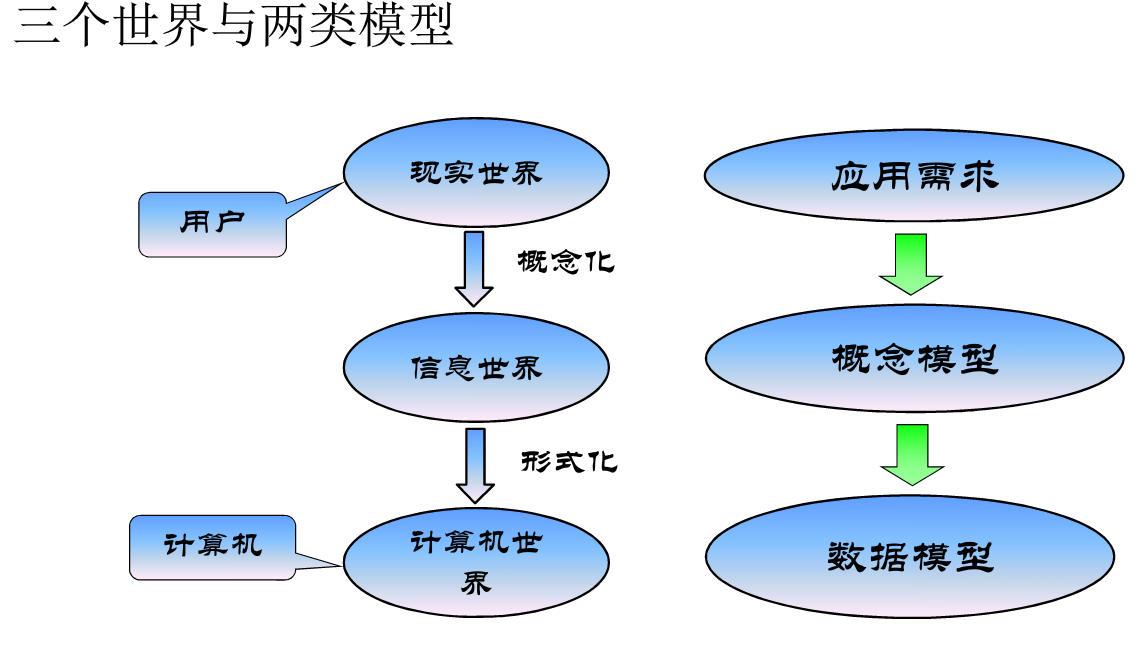 三个世界与两类模型
现实世界
应用需求
用户
概念化
信息世界
概念模型
形式化
计算机
计算机世
界
数据模型